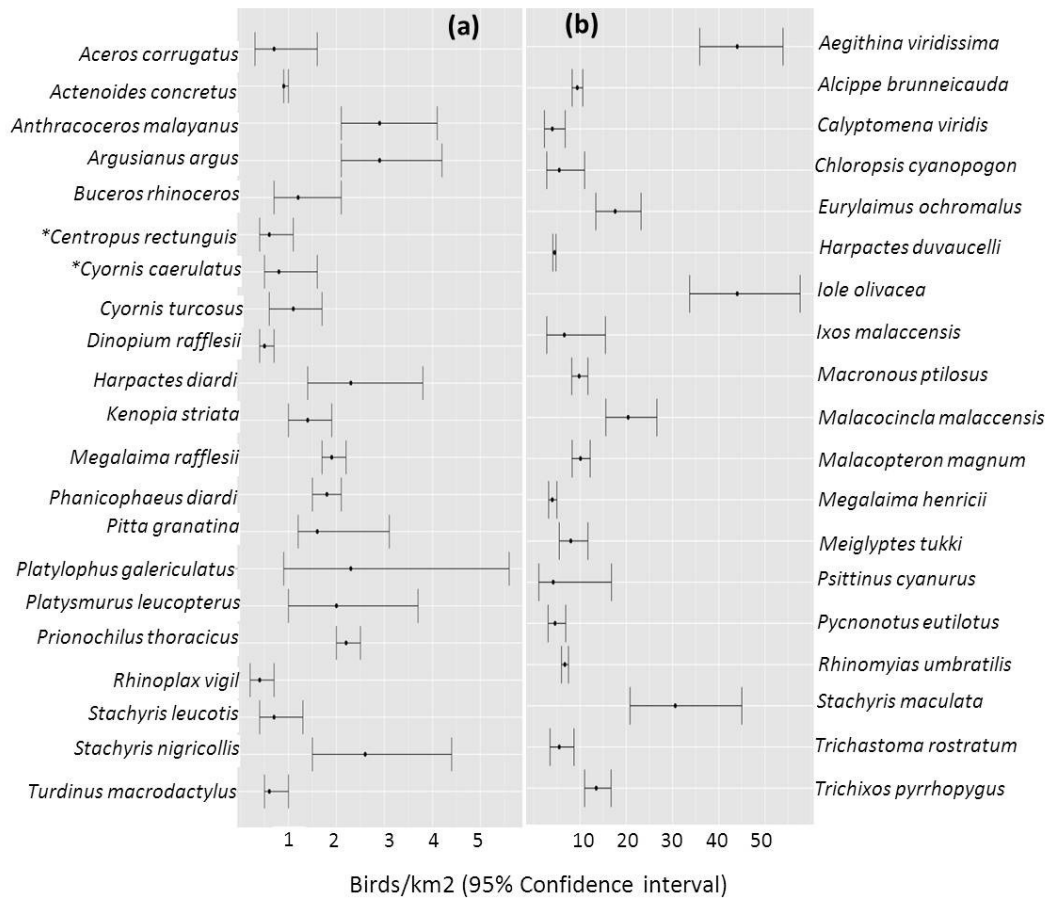 (a)
Aceros corrugatus
Actenoides concretus
Anthracoceros malayanus
Argusianus argus
Buceros rhinoceros
*Centropus rectunguis
*Cyornis caerulatus
Cyornis turcosus
Dinopium rafflesii
Harpactes diardi
Kenopia striata
Megalaima rafflesii
Phanicophaeus diardi
Pitta granatina
Platylophus galericulatus
Platysmurus leucopterus
Prionochilus thoracicus
Rhinoplax vigil
Stachyris leucotis
Stachyris nigricollis
Turdinus macrodactylus
1 2 3 4 5
(b)
Aegithina viridissima
Alcippe brunneicauda
Calyptomena viridis
Chloropsis cyanopogon
Eurylaimus ochromalus
Harpactes duvaucelli
Iole olivacea
Ixos malaccensis
Macronous ptilosus
Malacocincla malaccensis
Malacopteron magnum
Megalaima henricii
Meiglyptes tukki
Psittinus cyanurus
Pycnonotus eutilotus
Rhinomyias umbratilis
Stachyris maculata
Trichastoma rostratum
Trichixos pyrrhopygus
10 20 30 40 50
Birds/km2 (95% Confidence interval)